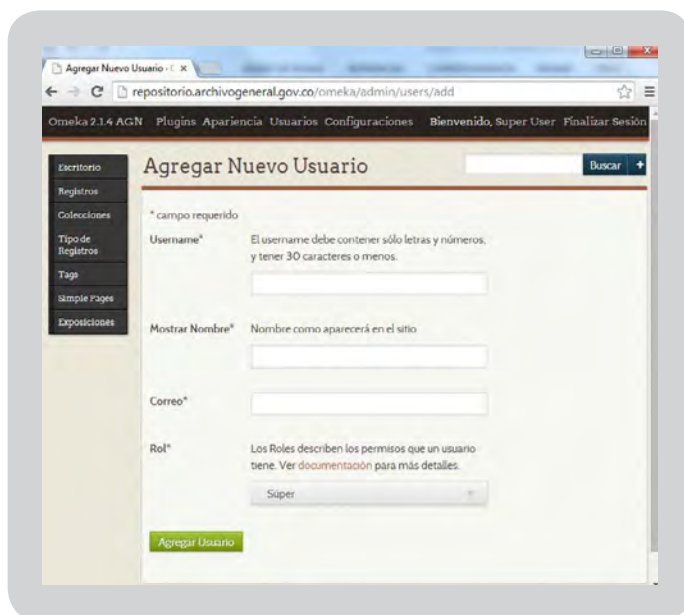 Agregar Nuevo Usuario - ×
repositorio.archivogeneral.gov.co/omeka/admin/users/add
Omeka 2.1.4 AGN Plugins Apariencia Usuarios Configuraciones Bienvenido, Super User Finalizar Sesión
Escritorio
Registros
Colecciones
Tipo de
Registros
Tags
Simple Pages
Exposiciones
Agregar Nuevo Usuario
Buscar +
* campo requerido
Username* El username debe contener sólo letras y números,
y tener 30 caracteres o menos.
Mostrar Nombre* Nombre como aparecerá en el sitio
Correo*
Rol* Los Roles describen los permisos que un usuario
tiene. Ver documentación para más detalles.
Súper
Agregar Usuario